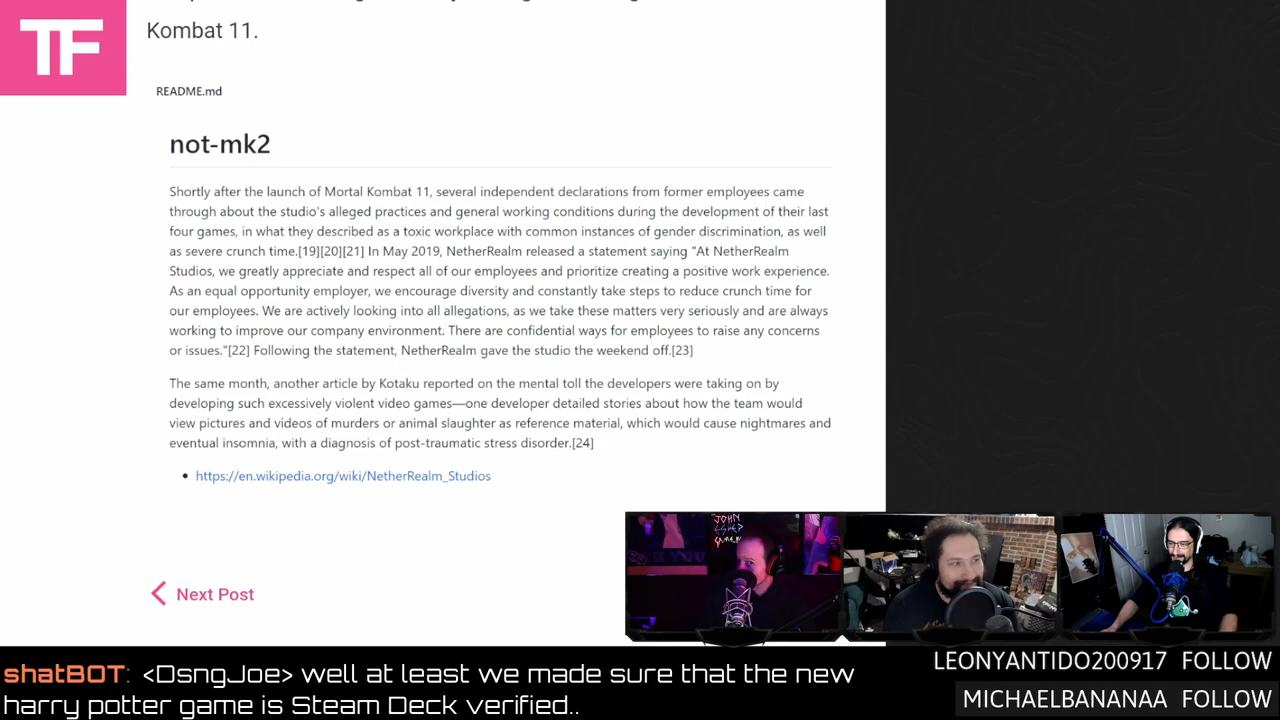 TF
Kombat 11.
README.md
not-mk2
Shortly after the launch of Mortal Kombat 11, several independent declarations from former employees came
through about the studio's alleged practices and general working conditions during the development of their last
four games, in what they described as a toxic workplace with common instances of gender discrimination, as well
as severe crunch time.[19][20][21] In May 2019, NetherRealm released a statement saying "At NetherRealm
Studios, we greatly appreciate and respect all of our employees and prioritize creating a positive work experience.
As an equal opportunity employer, we encourage diversity and constantly take steps to reduce crunch time for
our employees. We are actively looking into all allegations, as we take these matters very seriously and are always
working to improve our company environment. There are confidential ways for employees to raise any concerns
or issues."[22] Following the statement, NetherRealm gave the studio the weekend off.[23]
The same month, another article by Kotaku reported on the mental toll the developers were taking on by
developing such excessively violent video games—one developer detailed stories about how the team would
view pictures and videos of murders or animal slaughter as reference material, which would cause nightmares and
eventual insomnia, with a diagnosis of post-traumatic stress disorder.[24]
https://en.wikipedia.org/wiki/NetherRealm_Studios
Next Post
JOHN
shatBOT: <DsngJoe> well at least we made sure that the new
harry potter game is Steam Deck verified..
LEONYANTIDO200917 FOLLOW
MICHAELBANANAA FOLLOW